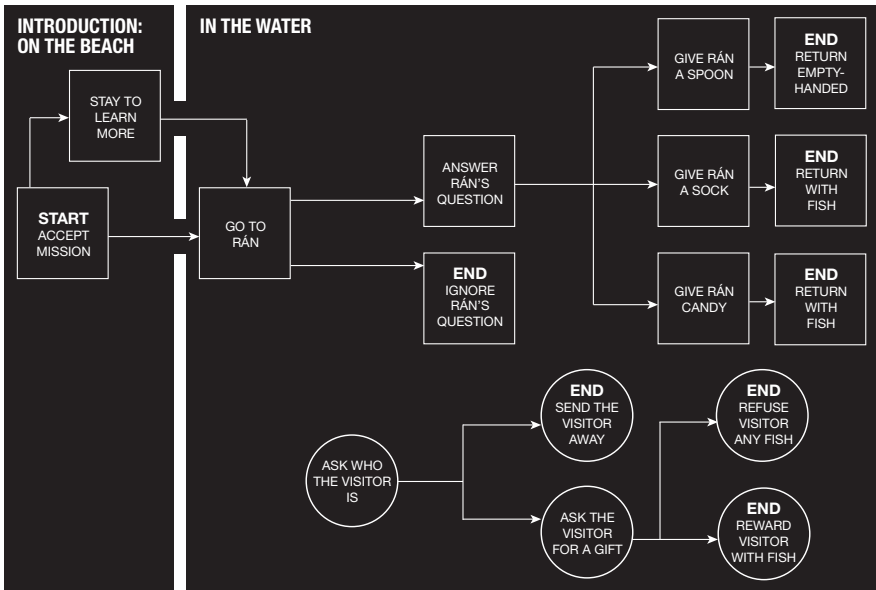 INTRODUCTION:
ON THE BEACH
IN THE WATER
STAY TO
LEARN
MORE
START
ACCEPT
MISSION
GO TO
RÁN
ANSWER
RÁN'S
QUESTION
END
IGNORE
RÁN'S
QUESTION
GIVE RÁN
A SPOON
END
RETURN
EMPTY-
HANDED
GIVE RÁN
A SOCK
END
RETURN
WITH
FISH
GIVE RÁN
CANDY
END
RETURN
WITH
FISH
ASK WHO
THE VISITOR
IS
END
SEND THE
VISITOR
AWAY
ASK THE
VISITOR
FOR A GIFT
END
REFUSE
VISITOR
ANY FISH
END
REWARD
VISITOR
WITH FISH